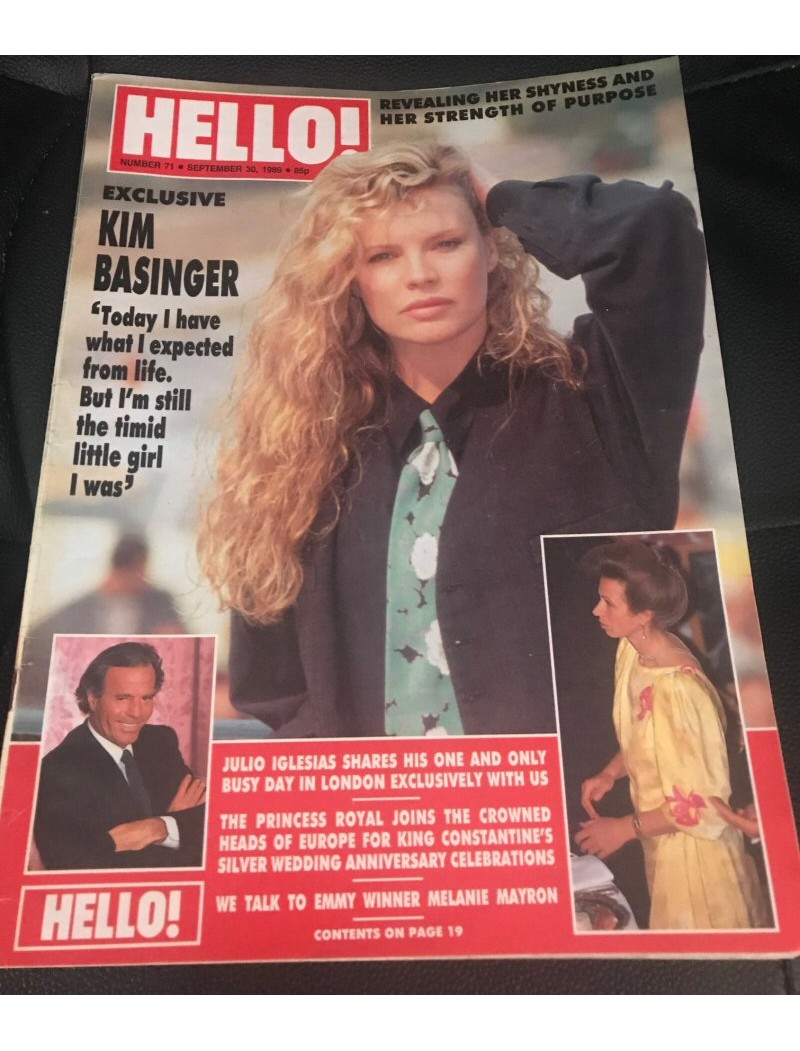 HELLO!
NUMBER 71 • SEPTEMBER 30, 1989 • 85p
REVEALING HER SHYNESS AND
HER STRENGTH OF PURPOSE
EXCLUSIVE
KIM
BASINGER
‘Today I have
what I expected
from life.
But I'm still
the timid
little girl
I was’
JULIO IGLESIAS SHARES HIS ONE AND ONLY
BUSY DAY IN LONDON EXCLUSIVELY WITH US
THE PRINCESS ROYAL JOINS THE CROWNED
HEADS OF EUROPE FOR KING CONSTANTINE'S
SILVER WEDDING ANNIVERSARY CELEBRATIONS
WE TALK TO EMMY WINNER MELANIE MAYRON
CONTENTS ON PAGE 19
HELLO!